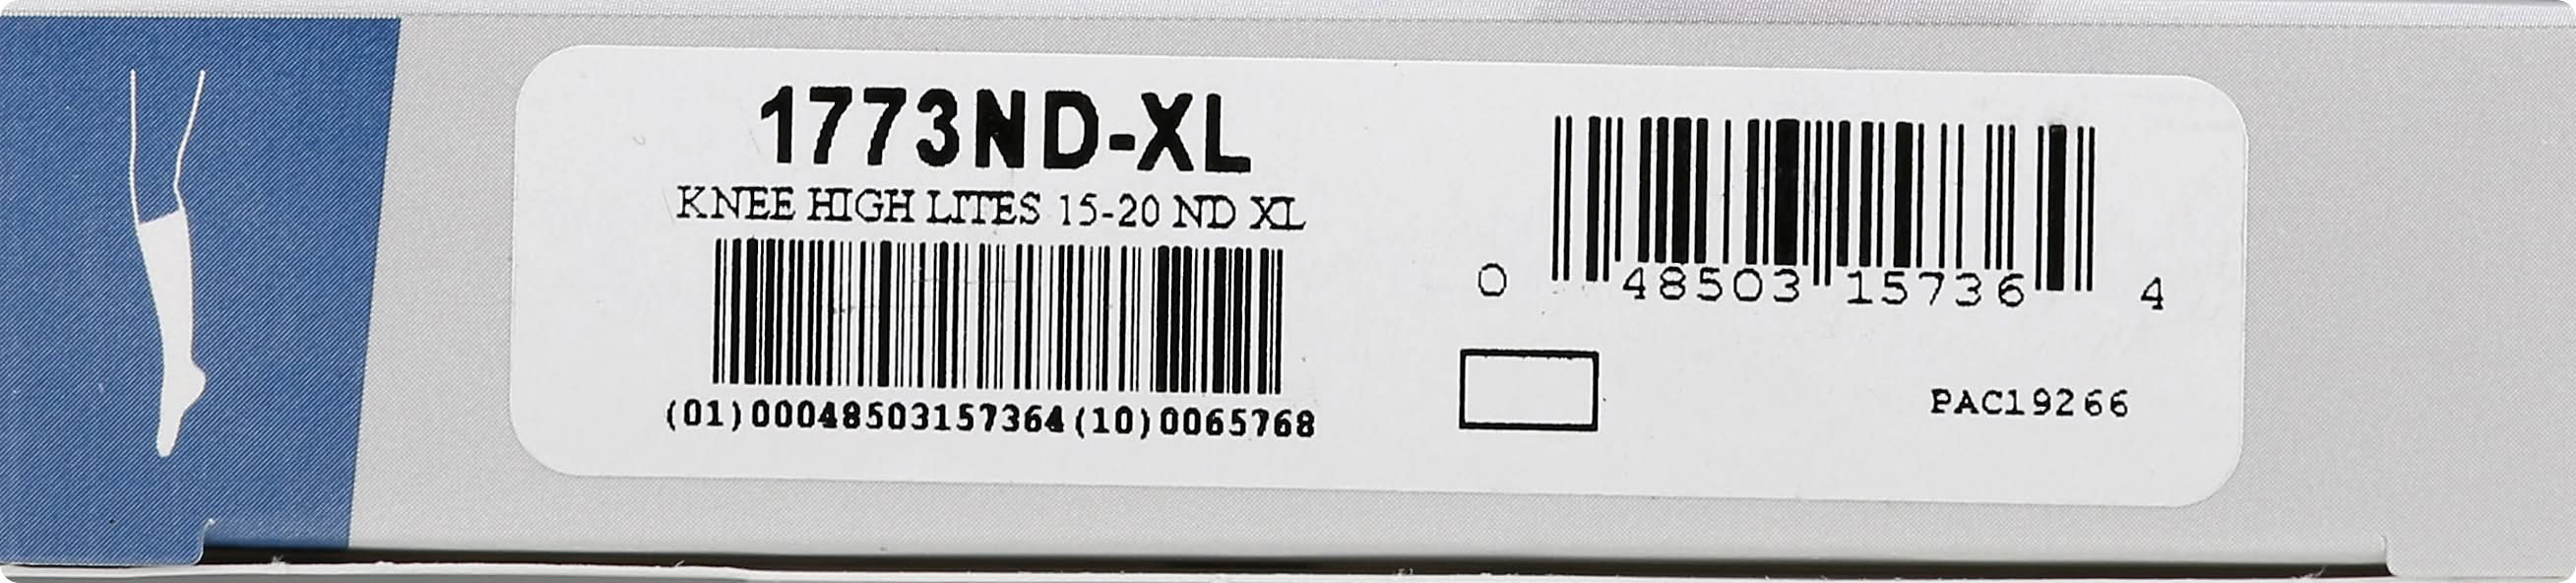 1773ND-XL
KNEE HIGH LITES 15-20 ND XL
(01)00048503157364(10)0065768
0 48503 15736 4
PAC19266